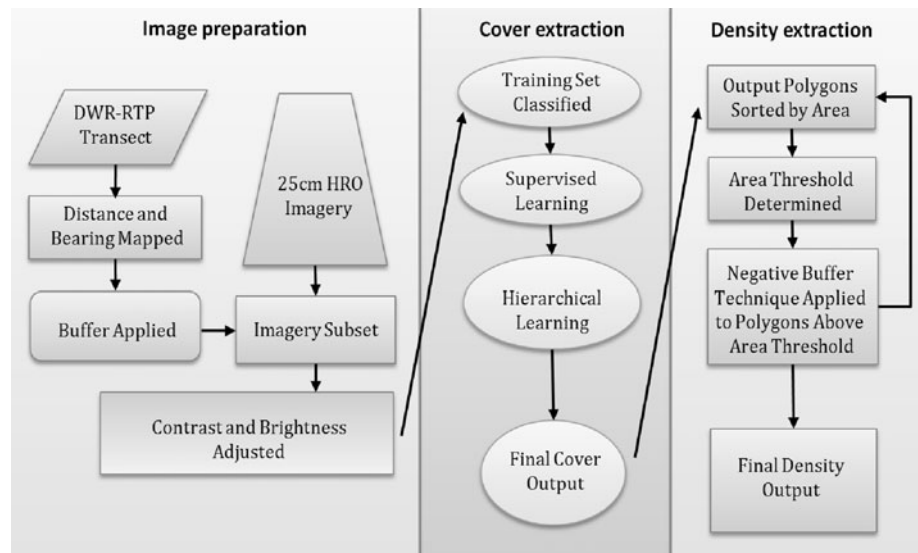 Image preparation
DWR-RTP
Transect
Distance and
Bearing Mapped
Buffer Applied
25cm HRO
Imagery
Imagery Subset
Contrast and Brightness
Adjusted
Cover extraction
Training Set
Classified
Supervised
Learning
Hierarchical
Learning
Final Cover
Output
Density extraction
Output Polygons
Sorted by Area
Area Threshold
Determined
Negative Buffer
Technique Applied
to Polygons Above
Area Threshold
Final Density
Output